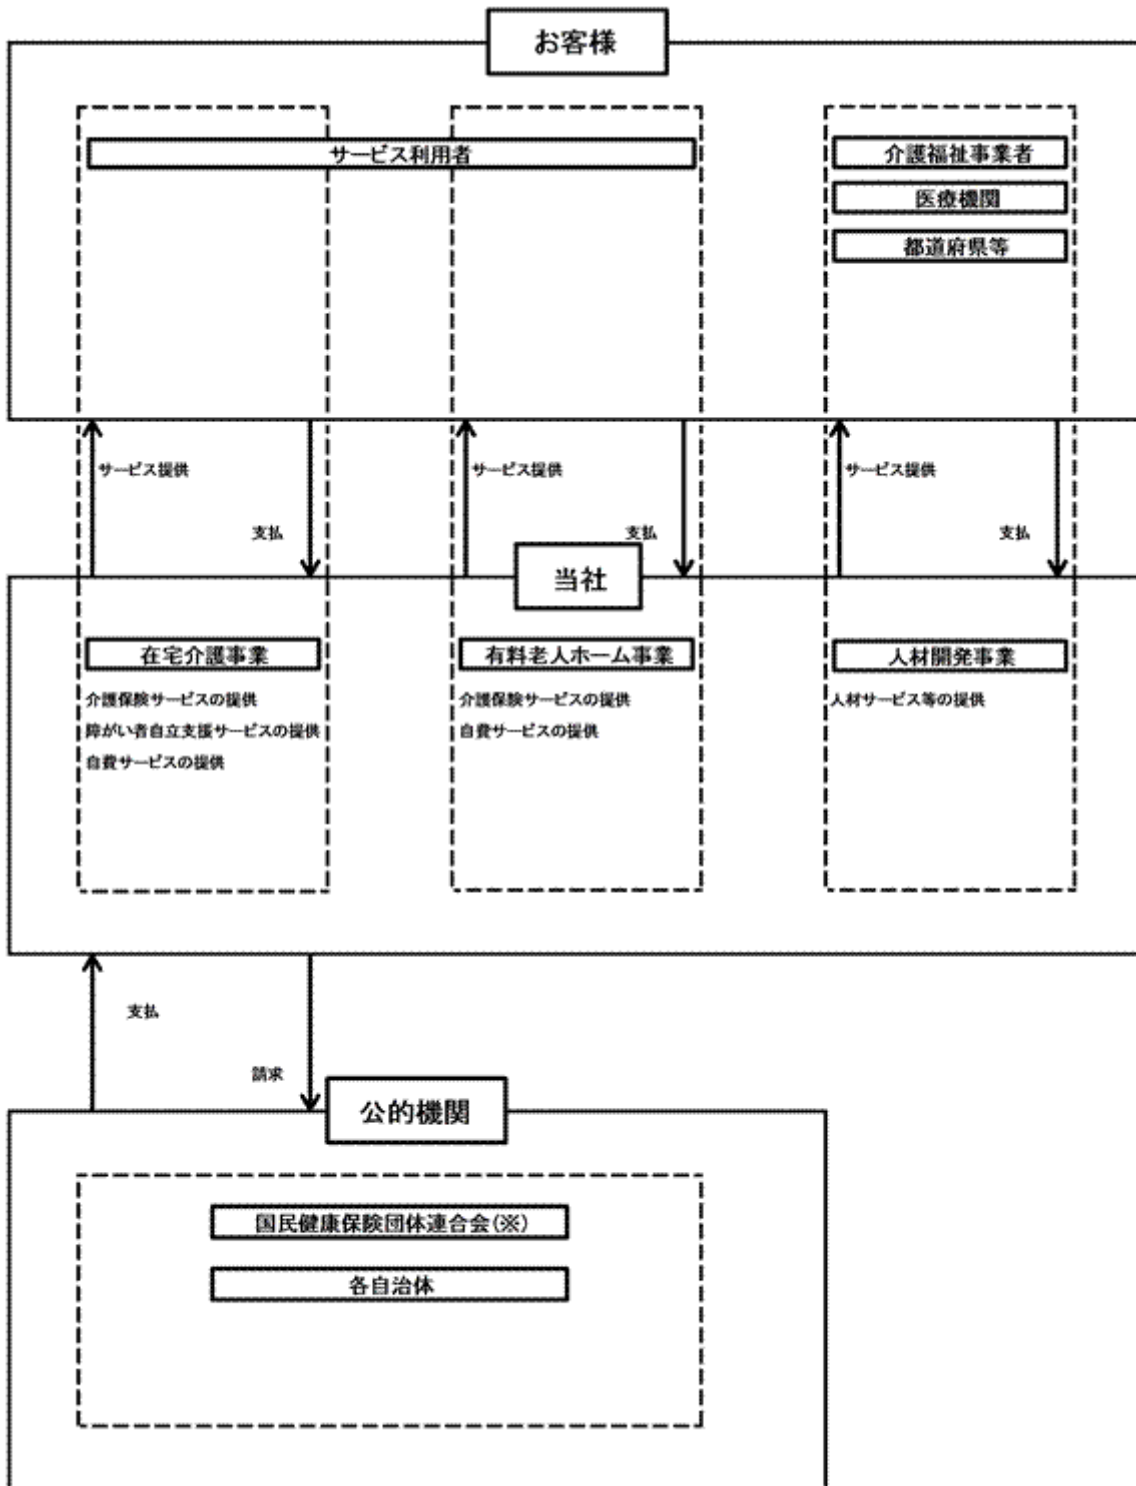 お客様
サービス利用者
介護福祉事業者
医療機関
都道府県等
サービス提供
サービス提供
サービス提供
支払
支払
支払
当社
在宅介護事業
有料老人ホーム事業
人材開発事業
介護保険サービスの提供
介護保険サービスの提供
人材サービス等の提供
障がい者自立支援サービスの提供
自費サービスの提供
自費サービスの提供
支払
請求
公的機関
国民健康保険団体連合会(※)
各自治体